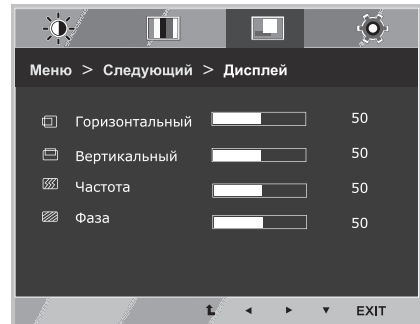 Меню > Следующий > Дисплей
Горизонтальный 50
Вертикальный 50
Частота 50
Фаза 50
EXIT